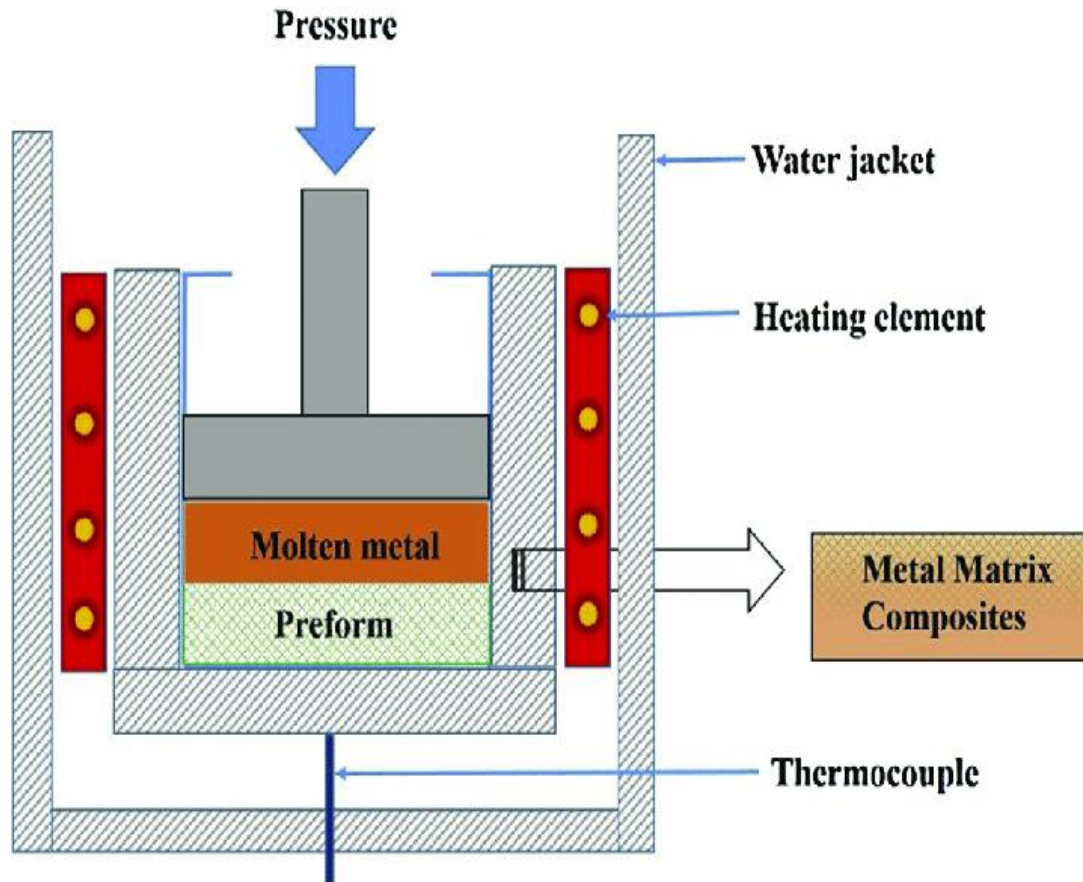 Pressure
Water jacket
Heating element
Molten metal
Preform
Metal Matrix
Composites
Thermocouple